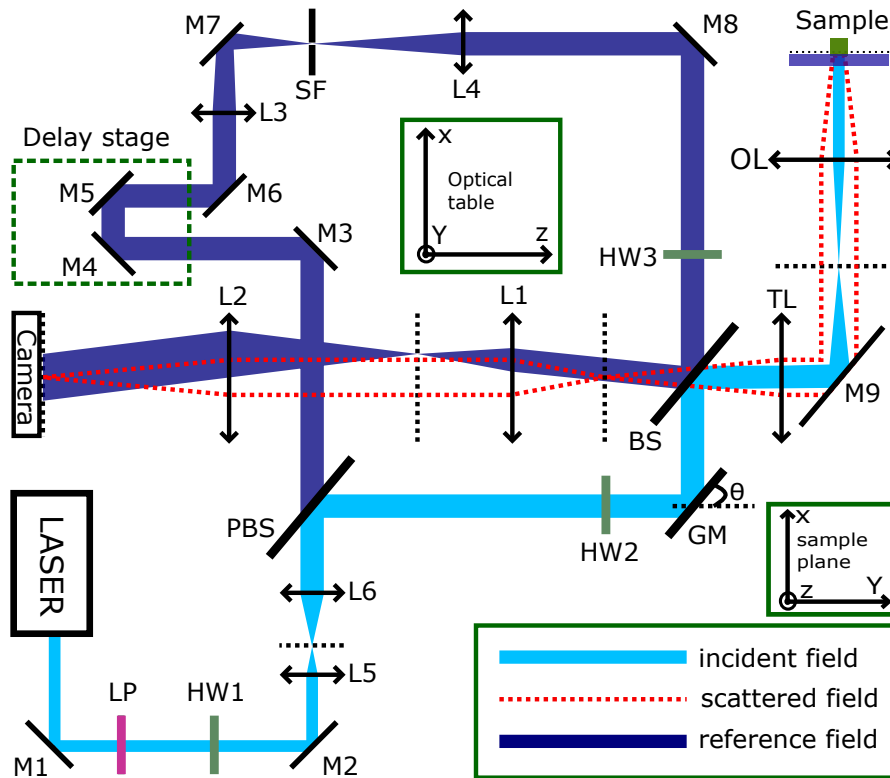 M7
M8
Sample
SF
L4
L3
Delay stage
x
OL
M5
M6
Optical
table
M3
Y
z
HW3
M4
L2
L1
TL
Camera
M9
BS
LASER
PBS
θ
HW2
GM
x
sample
plane
Y
z
L6
L5
incident field
LP
HW1
scattered field
reference field
M1
M2